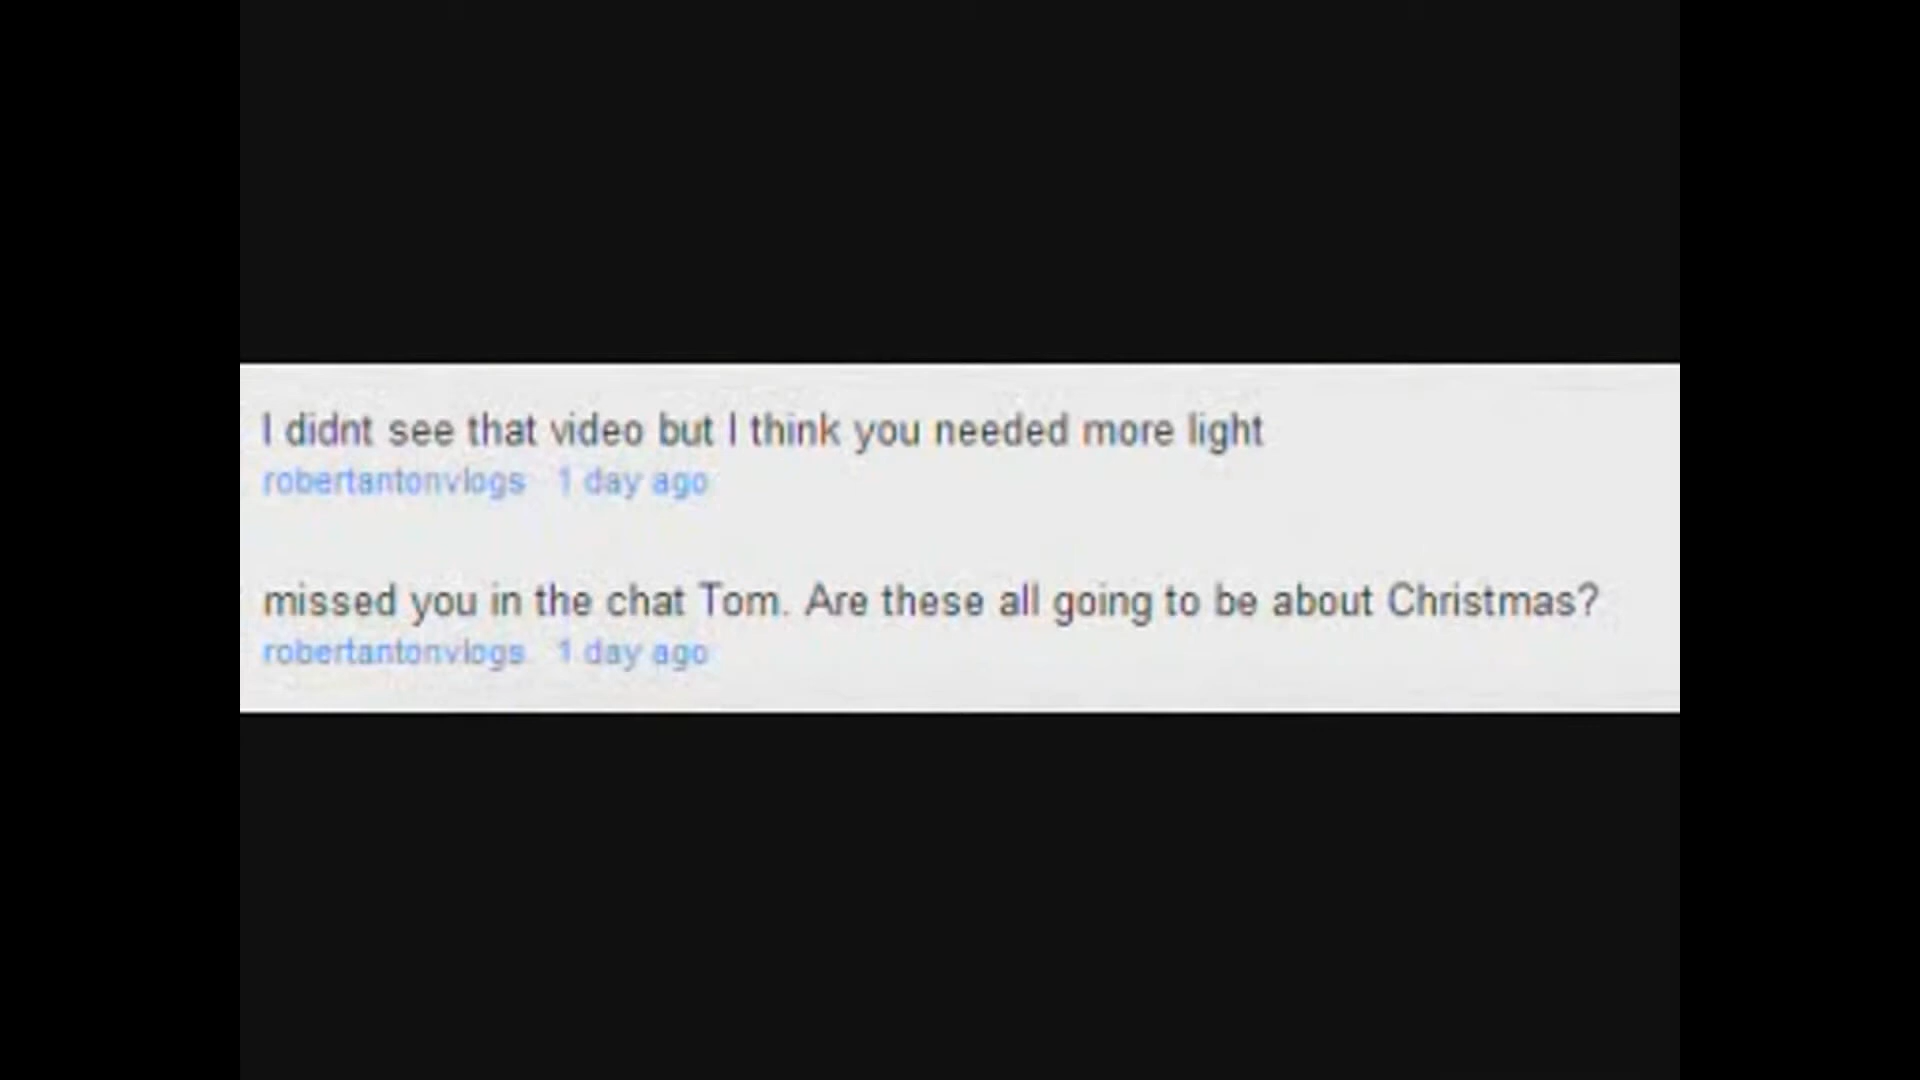 I didnt see that video but I think you needed more light
robertantonvlogs 1 day ago
missed you in the chat Tom. Are these all going to be about Christmas?
robertantonvlogs 1 day ago